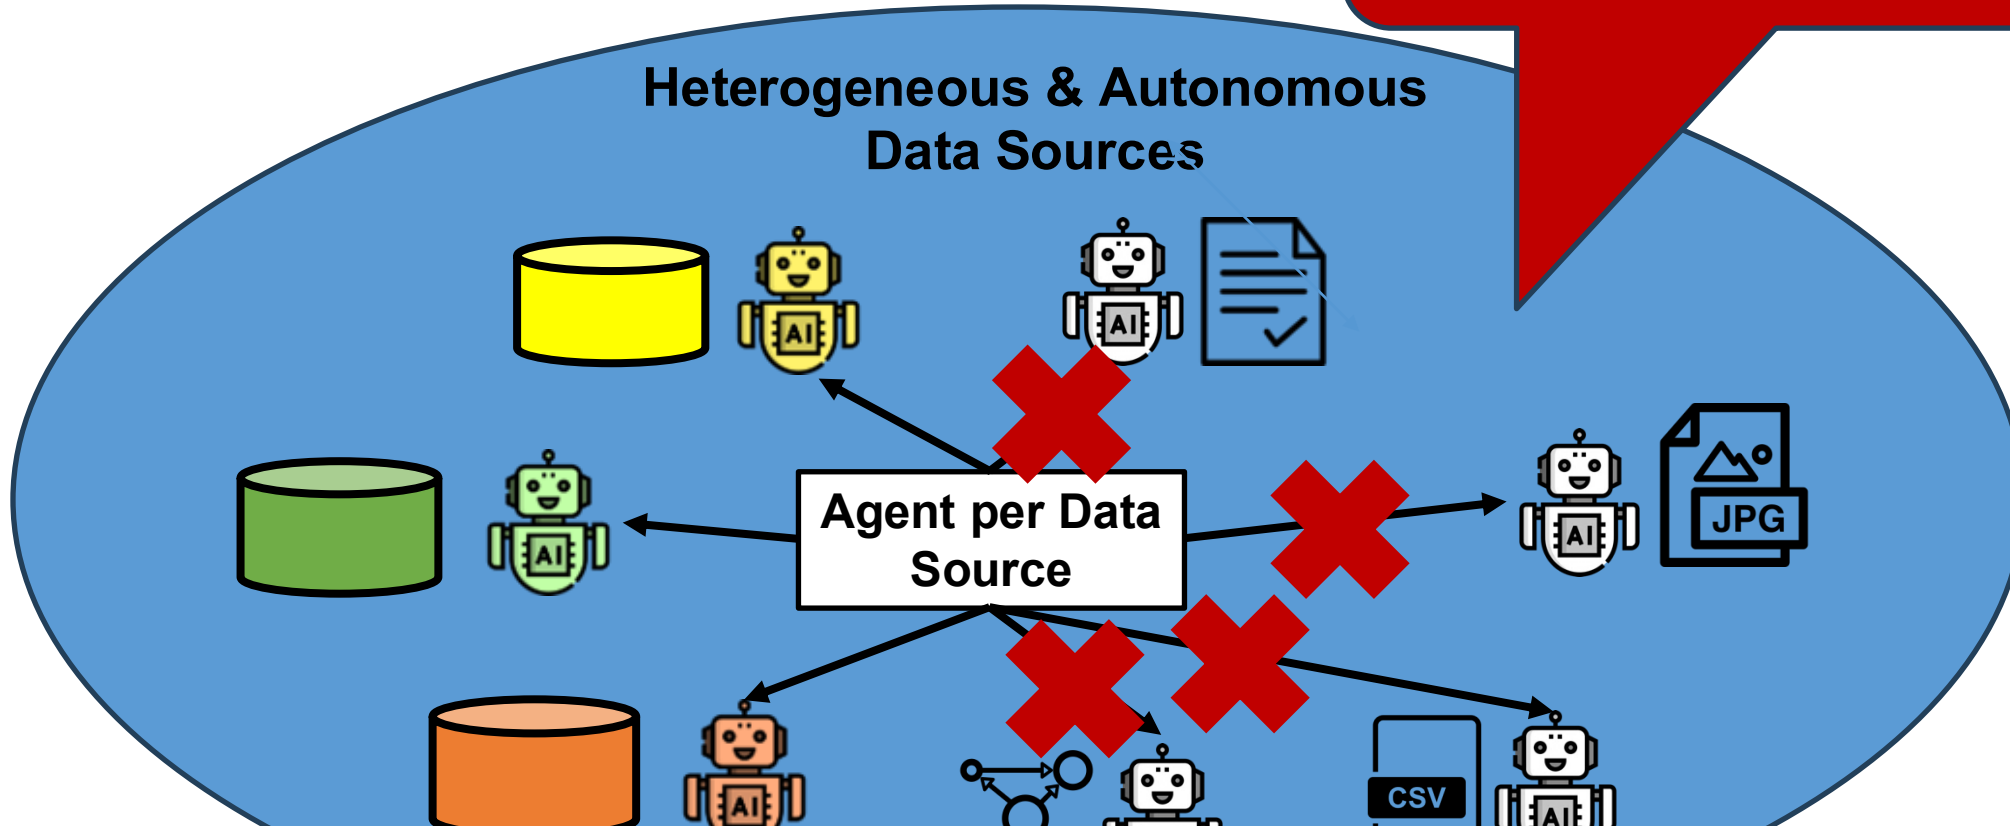 Heterogeneous & Autonomous
Data Sources
AI
AI
AI
Agent per Data
Source
JPG
AI
AI
CSV
AI